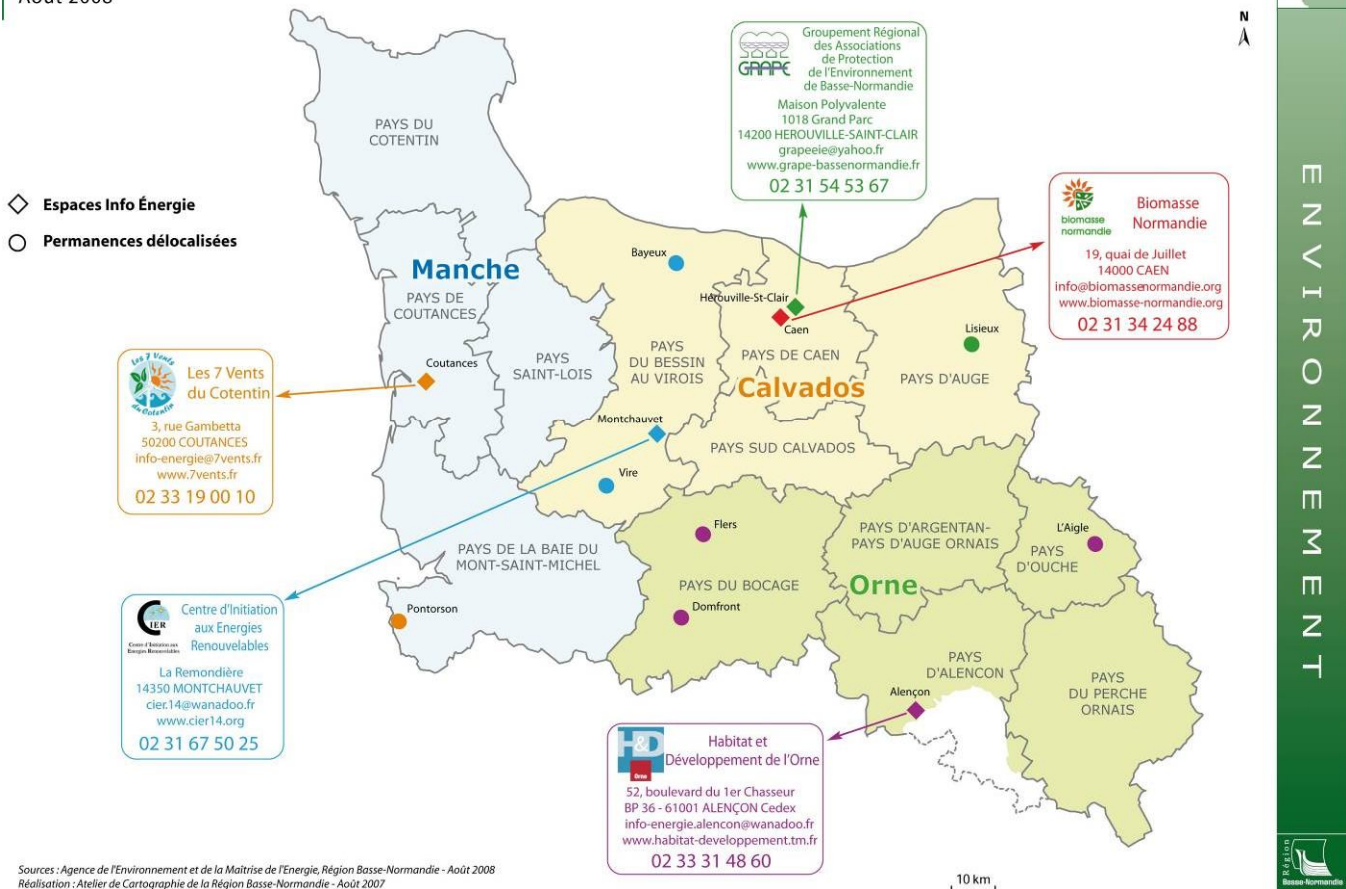 Août 2008
N
Espaces Info Énergie
Permanences délocalisées
GRAPE
Groupement Régional
des Associations
de Protection
de l'Environnement
de Basse-Normandie
Maison Polyvalente
1018 Grand Parc
14200 HEROUVILLE-SAINT-CLAIR
grapeeie@yahoo.fr
www.grape-bassenormandie.fr
02 31 54 53 67
biomasse
normandie
Biomasse
Normandie
19, quai de Juillet
14000 CAEN
info@biomassenormandie.org
www.biomasse-normandie.org
02 31 34 24 88
Les 7 Vents
du Cotentin
Les 7 Vents
du Cotentin
3, rue Gambetta
50200 COUTANCES
info-energie@7vents.fr
www.7vents.fr
02 33 19 00 10
CIER
Centre d'Initiation aux
Energies Renouvelables
Centre d'Initiation
aux Energies
Renouvelables
La Remondière
14350 MONTCHAUVET
cier.14@wanadoo.fr
www.cier14.org
02 31 67 50 25
H&D
Orne
Habitat et
Développement de l'Orne
52, boulevard du 1er Chasseur
BP 36 - 61001 ALENÇON Cedex
info-energie.alencon@wanadoo.fr
www.habitat-developpement.tm.fr
02 33 31 48 60
PAYS DU
COTENTIN
Manche
PAYS DE
COUTANCES
Coutances
PAYS
SAINT-LOIS
Bayeux
PAYS
DU BESSIN
AU VIROIS
Hérouville-St-Clair
Caen
PAYS DE CAEN
Calvados
Lisieux
PAYS D'AUGE
Montchauvet
PAYS SUD CALVADOS
Vire
PAYS DE LA BAIE DU
MONT-SAINT-MICHEL
Pontorson
Flers
PAYS DU BOCAGE
Domfront
PAYS D'ARGENTAN-
PAYS D'AUGE ORNAIS
Orne
L'Aigle
PAYS
D'OUCHE
PAYS
D'ALENCON
Alençon
PAYS
DU PERCHE
ORNAIS
10 km
Sources : Agence de l'Environnement et de la Maîtrise de l'Energie, Région Basse-Normandie - Août 2008
Réalisation : Atelier de Cartographie de la Région Basse-Normandie - Août 2007
ENVIRONNEMENT
Région
Basse-Normandie